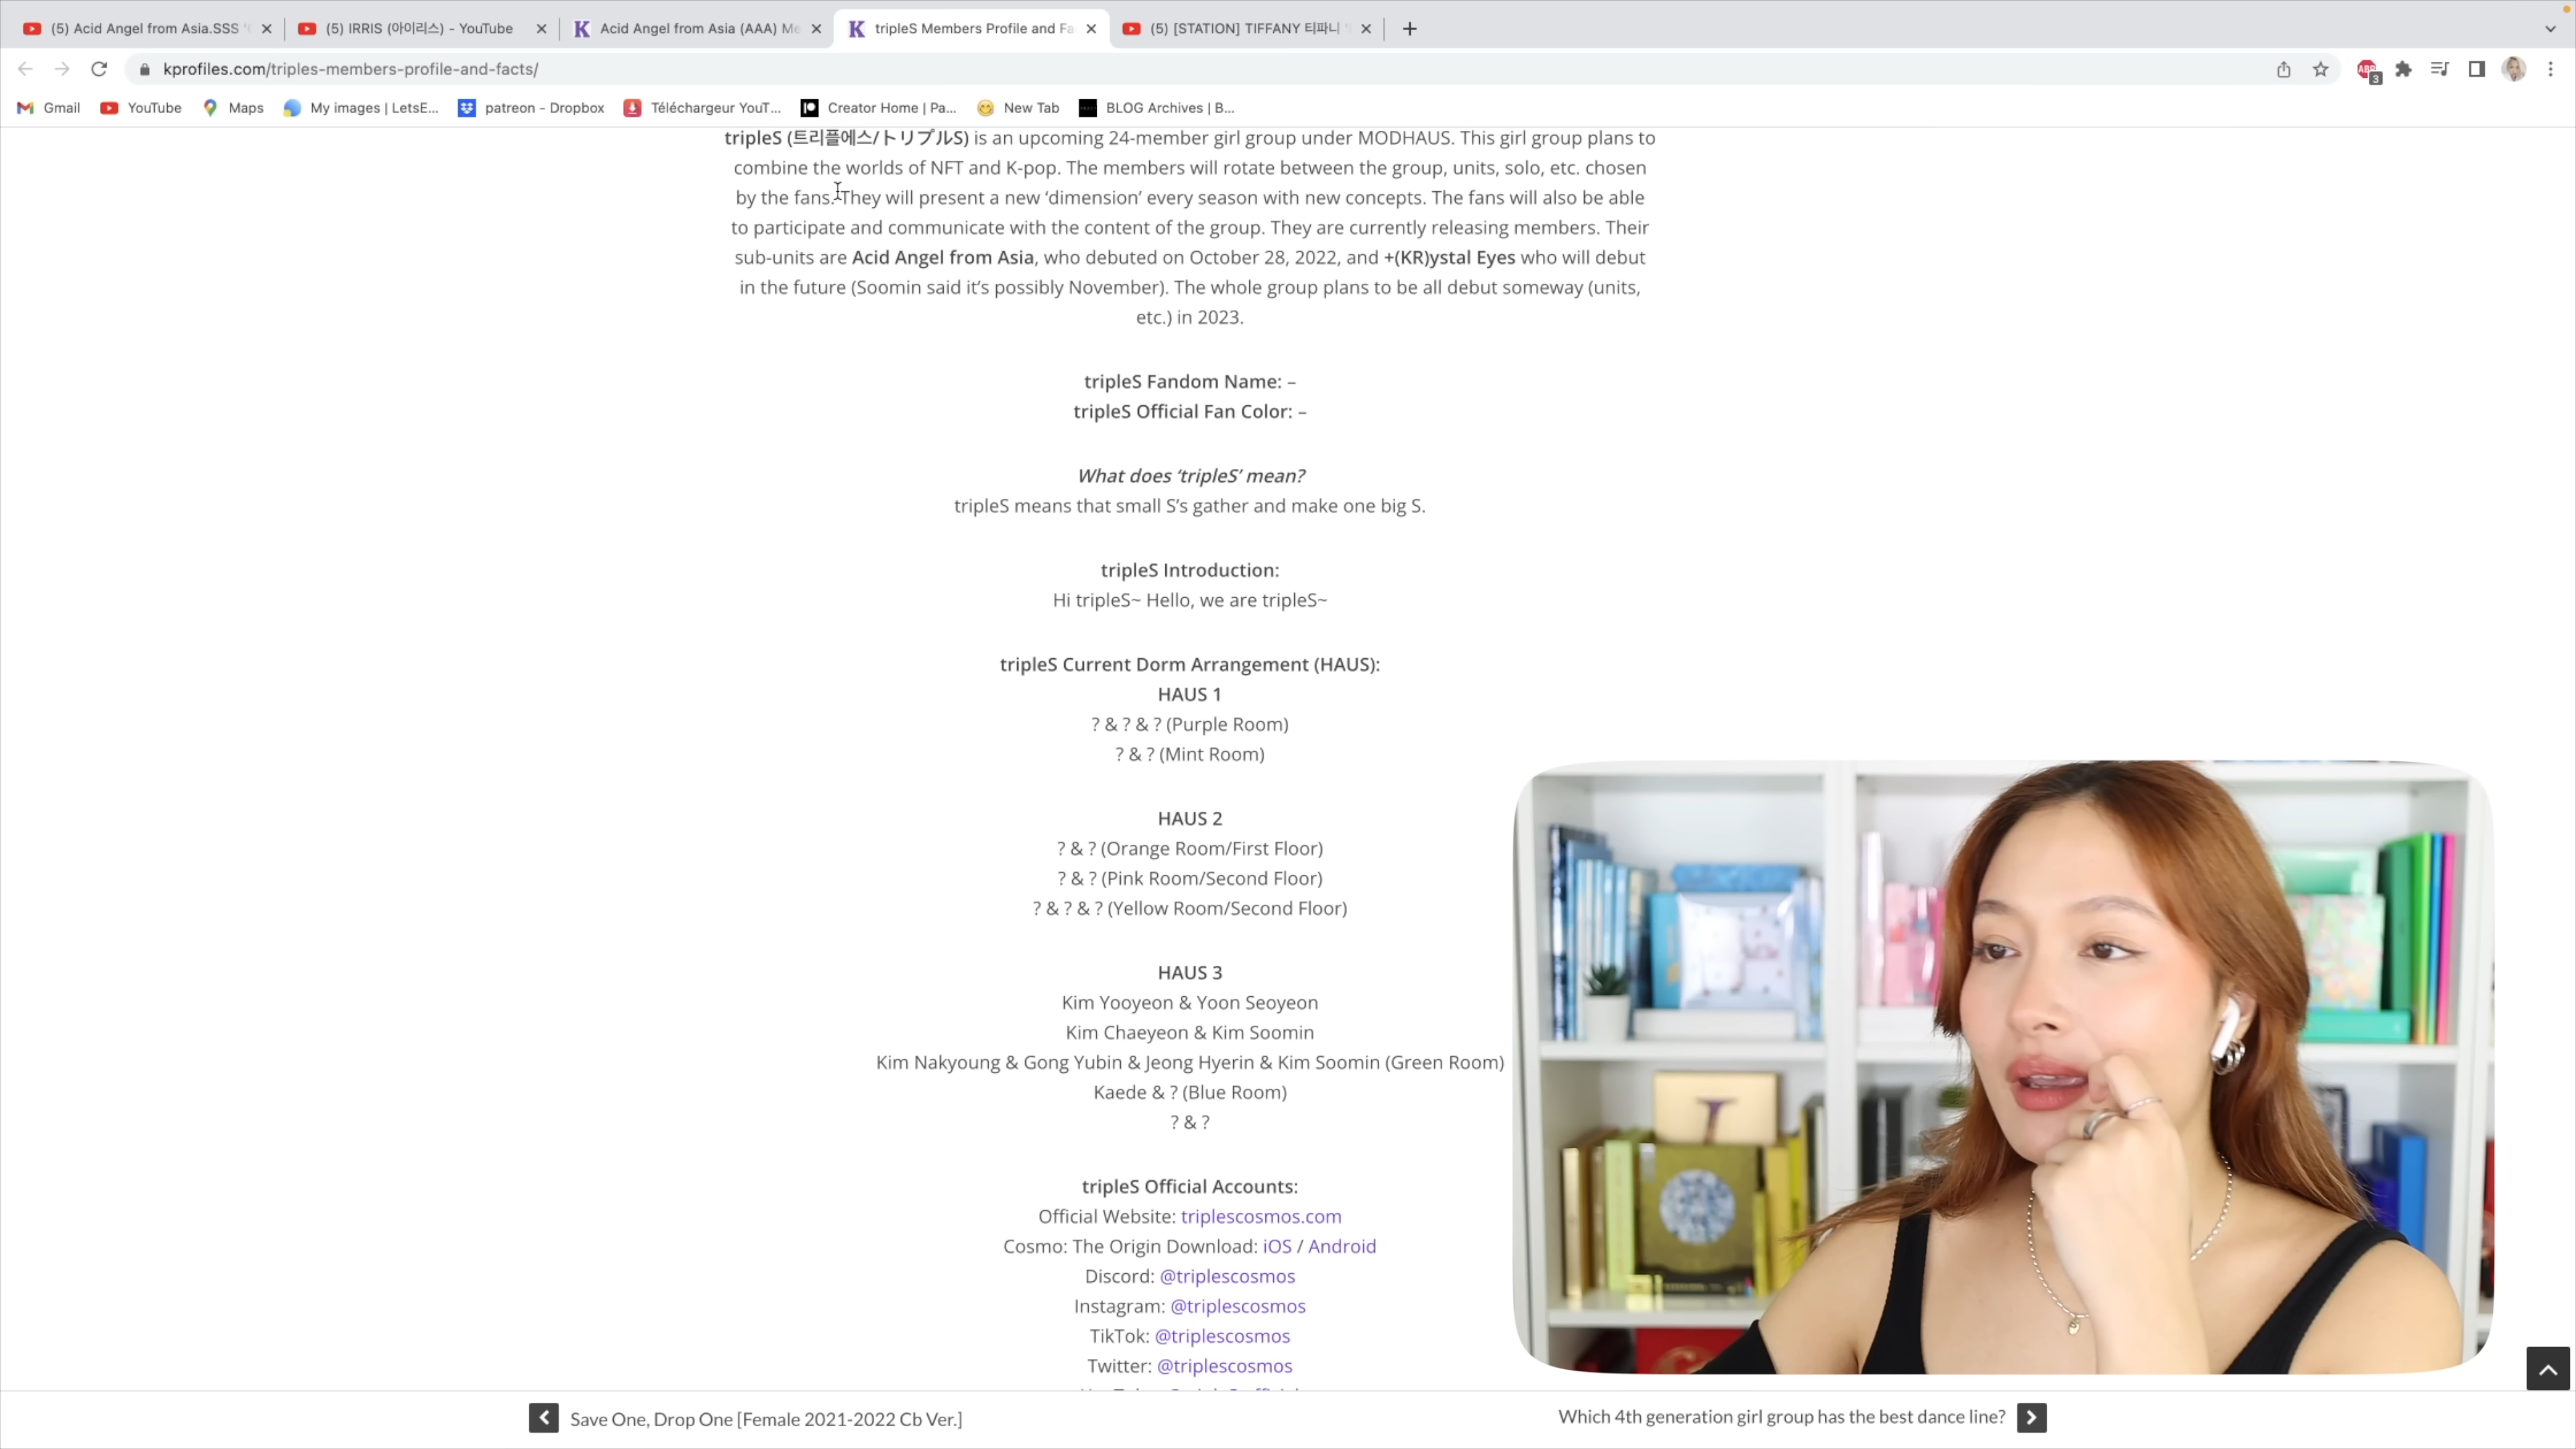 (5) Acid Angel from Asia.SSS
(5) IRRIS (아이리스) - YouTube
Acid Angel from Asia (AAA) Me
tripleS Members Profile and Fa
(5) [STATION] TIFFANY 티파니
kprofiles.com/triples-members-profile-and-facts/
ABP
3
Gmail
YouTube
Maps
My images | LetsE...
patreon - Dropbox
Téléchargeur YouT...
Creator Home | Pa...
New Tab
BLOG Archives | B...
tripleS (트리플에스/トリプルS) is an upcoming 24-member girl group under MODHAUS. This girl group plans to
combine the worlds of NFT and K-pop. The members will rotate between the group, units, solo, etc. chosen
by the fans. They will present a new ‘dimension’ every season with new concepts. The fans will also be able
to participate and communicate with the content of the group. They are currently releasing members. Their
sub-units are Acid Angel from Asia, who debuted on October 28, 2022, and +(KR)ystal Eyes who will debut
in the future (Soomin said it’s possibly November). The whole group plans to be all debut someway (units,
etc.) in 2023.
tripleS Fandom Name: –
tripleS Official Fan Color: –
What does ‘tripleS’ mean?
tripleS means that small S’s gather and make one big S.
tripleS Introduction:
Hi tripleS~ Hello, we are tripleS~
tripleS Current Dorm Arrangement (HAUS):
HAUS 1
? & ? & ? (Purple Room)
? & ? (Mint Room)
HAUS 2
? & ? (Orange Room/First Floor)
? & ? (Pink Room/Second Floor)
? & ? & ? (Yellow Room/Second Floor)
HAUS 3
Kim Yooyeon & Yoon Seoyeon
Kim Chaeyeon & Kim Soomin
Kim Nakyoung & Gong Yubin & Jeong Hyerin & Kim Soomin (Green Room)
Kaede & ? (Blue Room)
? & ?
tripleS Official Accounts:
Official Website: triplescosmos.com
Cosmo: The Origin Download: iOS / Android
Discord: @triplescosmos
Instagram: @triplescosmos
TikTok: @triplescosmos
Twitter: @triplescosmos
Save One, Drop One [Female 2021-2022 Cb Ver.]
Which 4th generation girl group has the best dance line?